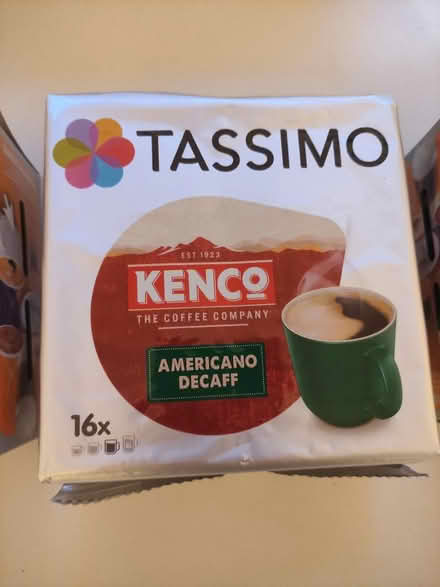 TASSIMO
EST 1923
KENCO
THE COFFEE COMPANY
AMERICANO
DECAFF
16x